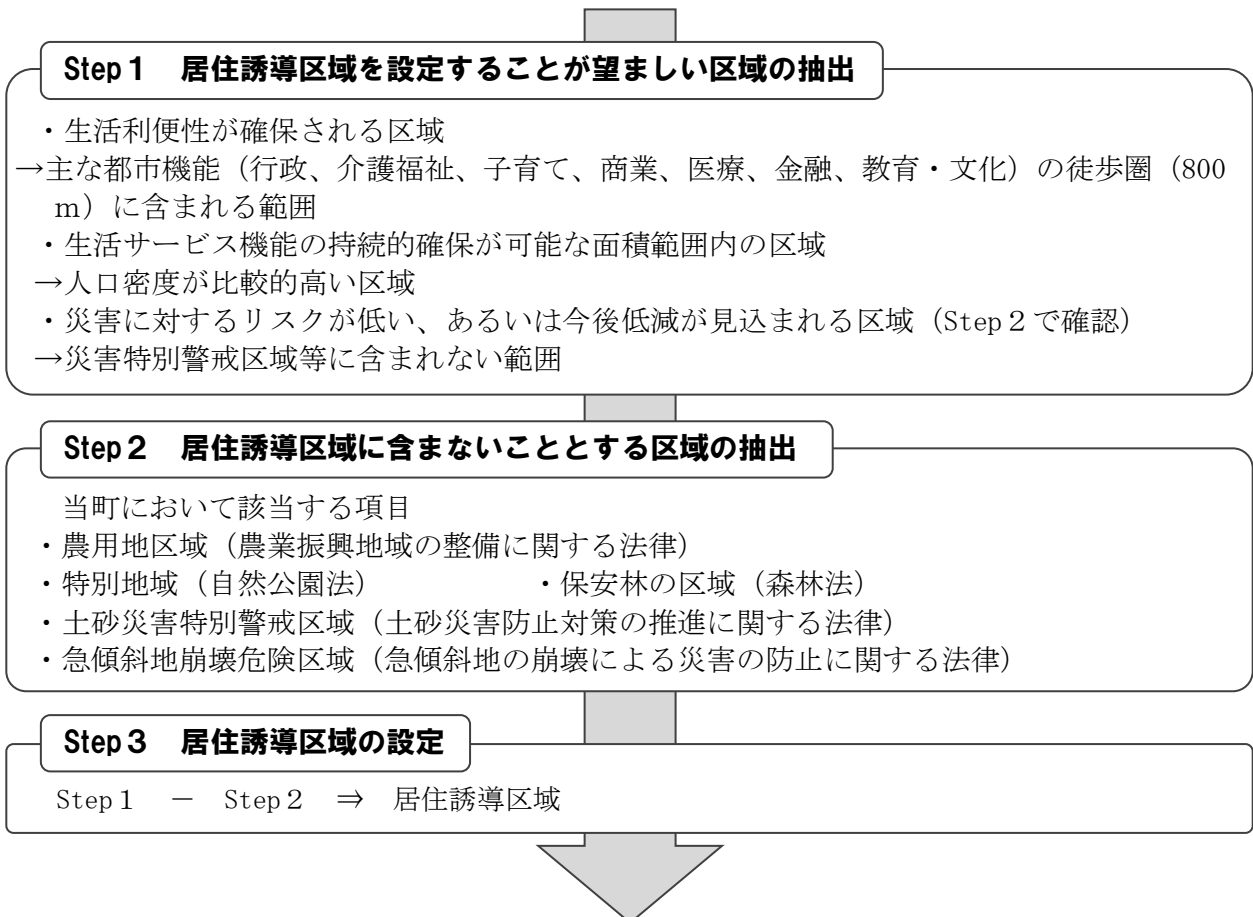 Step１　居住誘導区域を設定することが望ましい区域の抽出
・生活利便性が確保される区域
→主な都市機能（行政、介護福祉、子育て、商業、医療、金融、教育・文化）の徒歩圏（800
ｍ）に含まれる範囲
・生活サービス機能の持続的確保が可能な面積範囲内の区域
→人口密度が比較的高い区域
・災害に対するリスクが低い、あるいは今後低減が見込まれる区域（Step２で確認）
→災害特別警戒区域等に含まれない範囲
Step２　居住誘導区域に含まないこととする区域の抽出
当町において該当する項目
・農用地区域（農業振興地域の整備に関する法律）
・特別地域（自然公園法）　　　　　・保安林の区域（森林法）
・土砂災害特別警戒区域（土砂災害防止対策の推進に関する法律）
・急傾斜地崩壊危険区域（急傾斜地の崩壊による災害の防止に関する法律）
Step３　居住誘導区域の設定
Step１　－　Step２　⇒　居住誘導区域